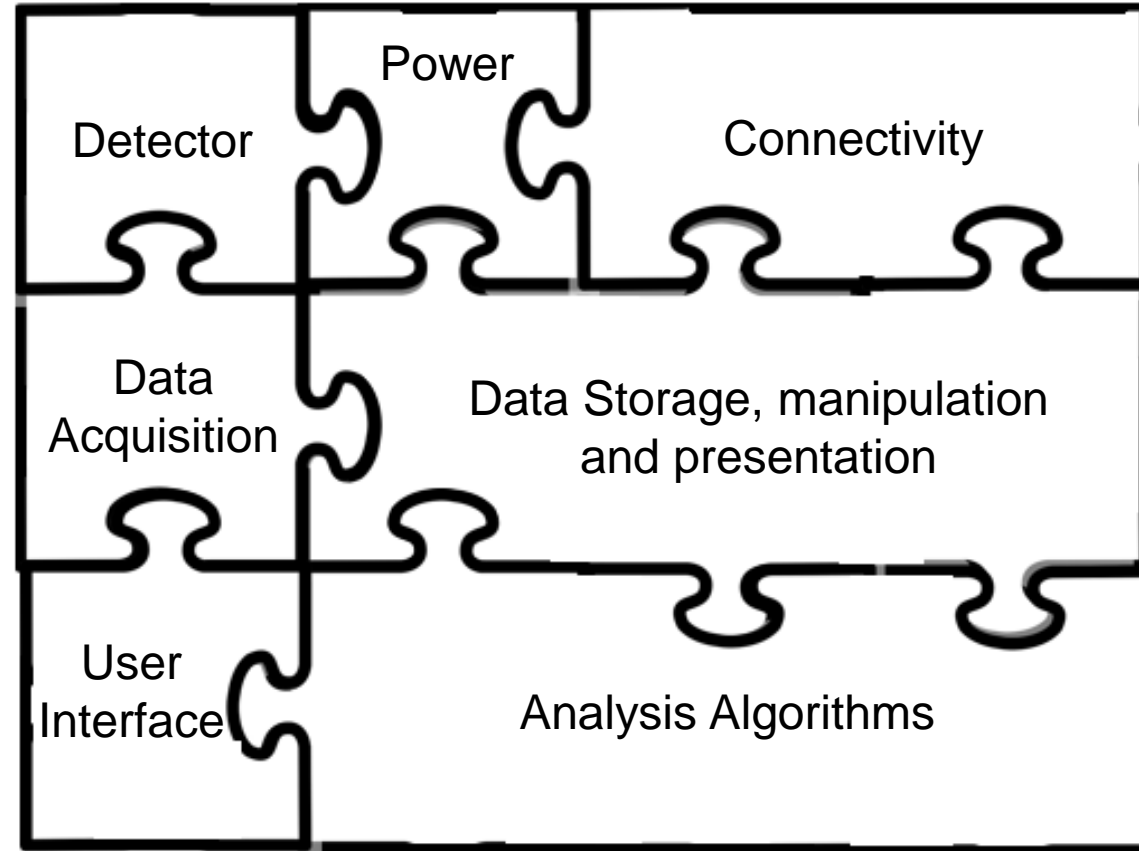 Power
Detector
Connectivity
Data
Acquisition
Data Storage, manipulation
and presentation
User
Interface
Analysis Algorithms